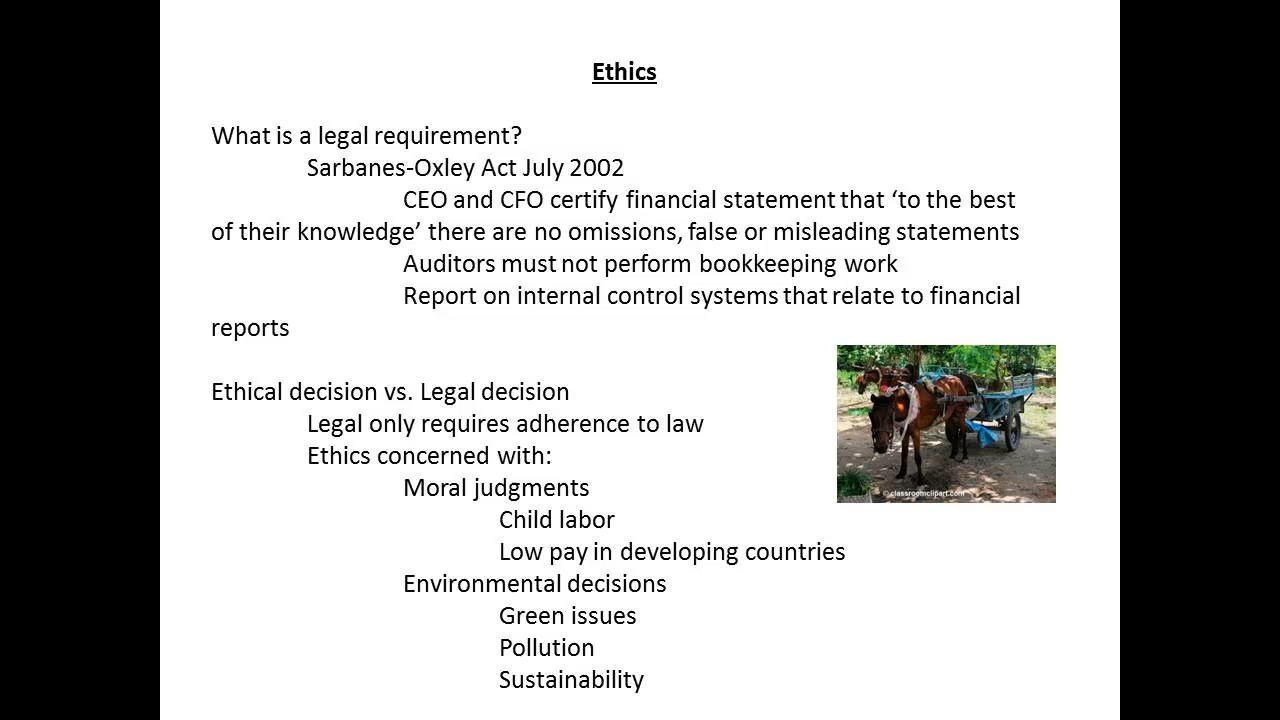 Ethics
What is a legal requirement?
Sarbanes-Oxley Act July 2002
CEO and CFO certify financial statement that ‘to the best
of their knowledge’ there are no omissions, false or misleading statements
Auditors must not perform bookkeeping work
Report on internal control systems that relate to financial
reports
Ethical decision vs. Legal decision
Legal only requires adherence to law
Ethics concerned with:
Moral judgments
© classroomclipart.com
Child labor
Low pay in developing countries
Environmental decisions
Green issues
Pollution
Sustainability